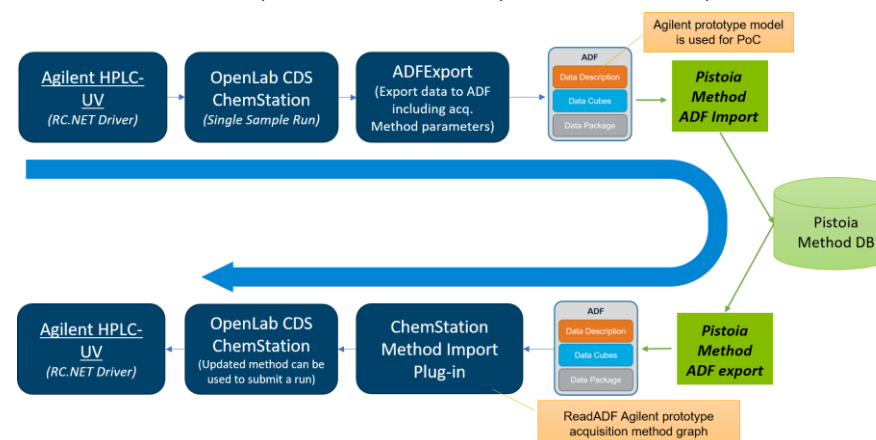 Agilent prototype model
is used for PoC
Agilent HPLC-
UV
(RC.NET Driver)
OpenLab CDS
ChemStation
(Single Sample Run)
ADFExport
(Export data to ADF
including acq.
Method parameters)
ADF
Data Description
Data Cubes
Data Package
Pistoia
Method
ADF Import
Pistoia
Method DB
Agilent HPLC-
UV
(RC.NET Driver)
OpenLab CDS
ChemStation
(Updated method can be
used to submit a run)
ChemStation
Method Import
Plug-in
ADF
Data Description
Data Cubes
Data Package
Pistoia
Method
ADF export
ReadADF Agilent prototype
acquisition method graph